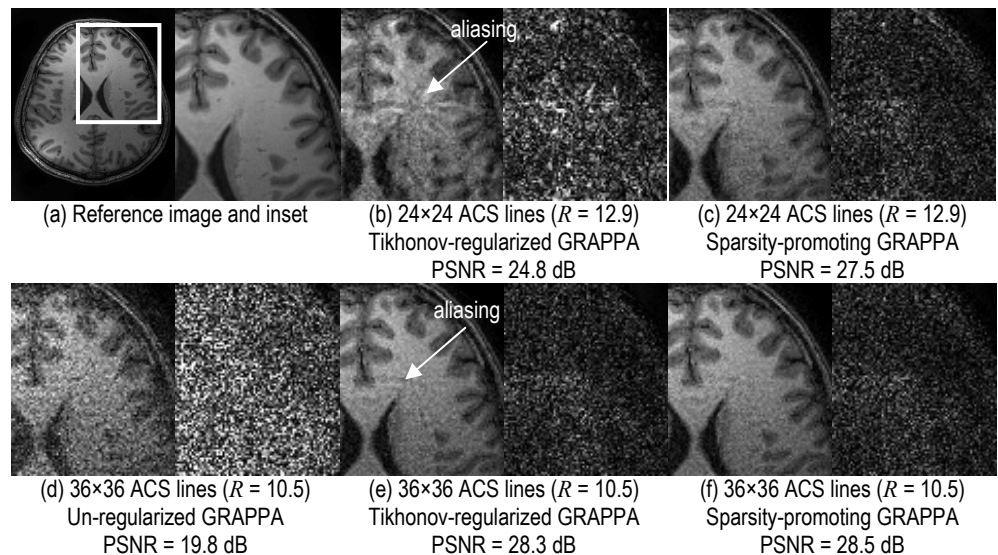 aliasing
(a) Reference image and inset
(b) 24×24 ACS lines (R = 12.9)
Tikhonov-regularized GRAPPA
PSNR = 24.8 dB
(c) 24×24 ACS lines (R = 12.9)
Sparsity-promoting GRAPPA
PSNR = 27.5 dB
aliasing
(d) 36×36 ACS lines (R = 10.5)
Un-regularized GRAPPA
PSNR = 19.8 dB
(e) 36×36 ACS lines (R = 10.5)
Tikhonov-regularized GRAPPA
PSNR = 28.3 dB
(f) 36×36 ACS lines (R = 10.5)
Sparsity-promoting GRAPPA
PSNR = 28.5 dB